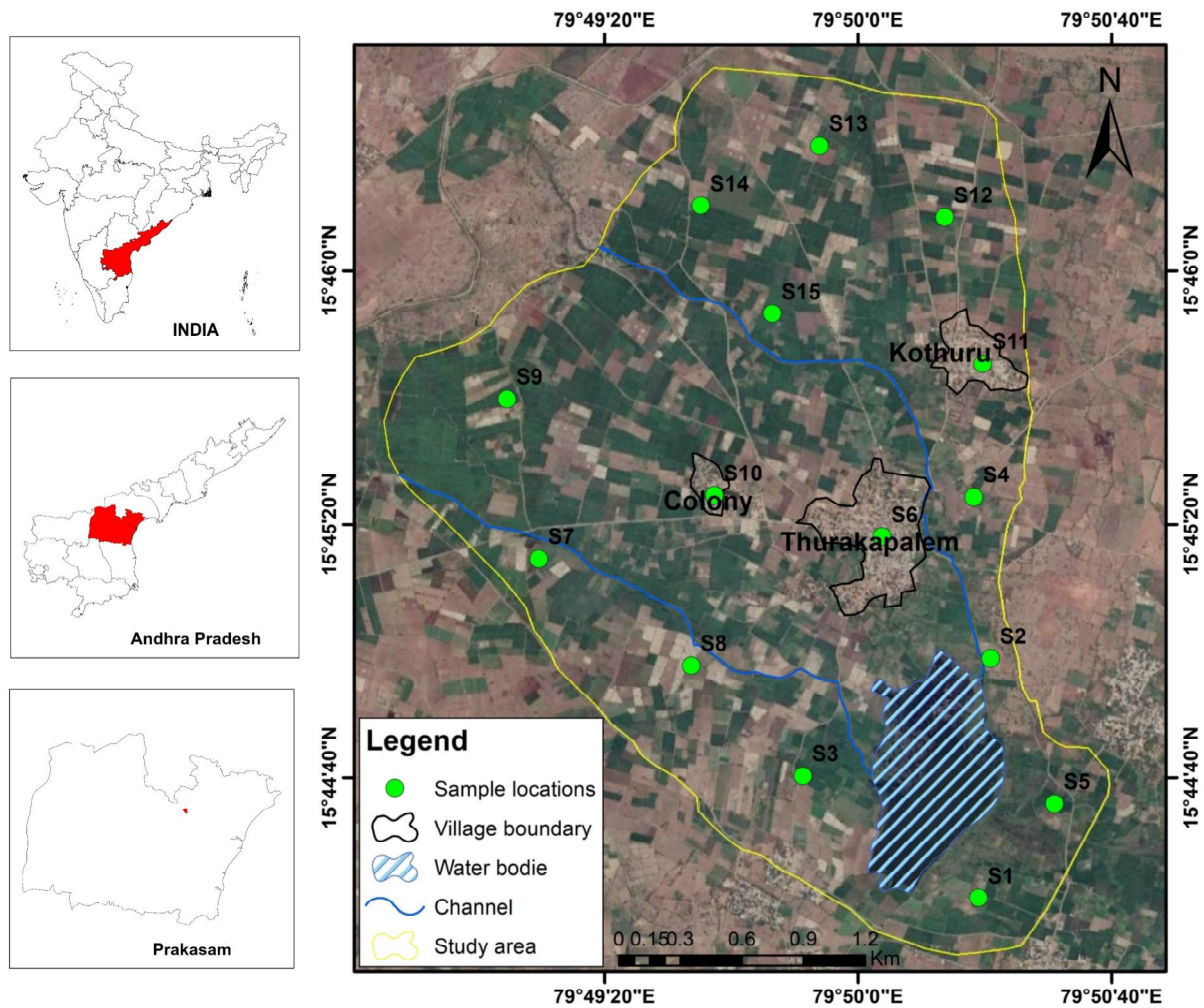 79°49'20"E
79°50'0"E
79°50'40"E
INDIA
Andhra Pradesh
Prakasam
15°46'0"N
15°45'20"N
15°44'40"N
15°46'0"N
15°45'20"N
15°44'40"N
N
S13
S14
S12
S15
Kothuru
S11
S9
S10
Colony
S4
S6
Thurakapalem
S7
S8
S2
S3
S5
S1
Legend
Sample locations
Village boundary
Water bodie
Channel
Study area
0 0.150.3 0.6 0.9 1.2
Km
79°49'20"E
79°50'0"E
79°50'40"E